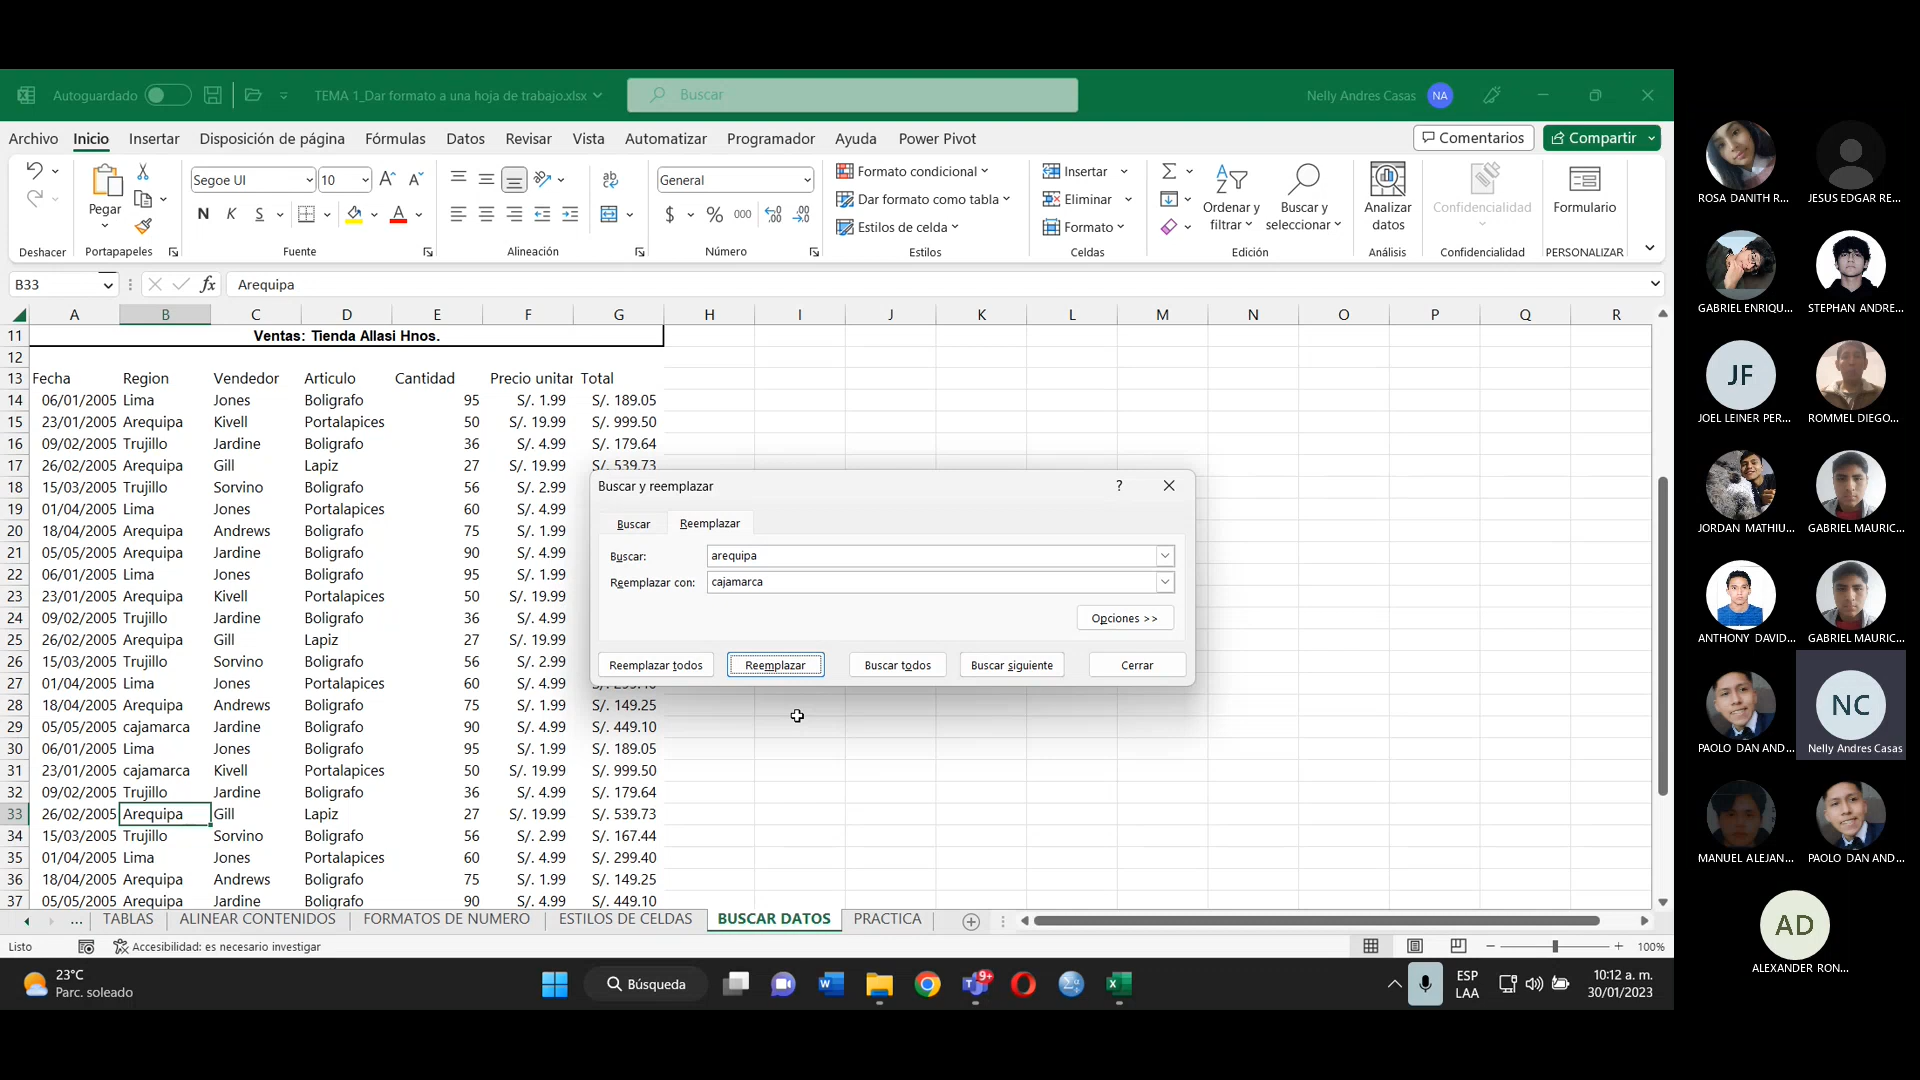 Autoguardado
TEMA 1_Dar formato a una hoja de trabajo.xlsx
Buscar
Nelly Andres Casas
NA
Archivo Inicio Insertar Disposición de página Fórmulas Datos Revisar Vista Automatizar Programador Ayuda Power Pivot
Comentarios
Compartir
Pegar
Segoe UI 10
N K S
ab
General
$ % 000
Formato condicional
Dar formato como tabla
Estilos de celda
Insertar
Eliminar
Formato
Ordenar y filtrar
Buscar y seleccionar
Analizar datos
Confidencialidad
Formulario
Deshacer Portapapeles Fuente Alineación Número Estilos Celdas Edición Análisis Confidencialidad PERSONALIZAR
B33 fx Arequipa
A B C D E F G H I J K L M N O P Q R
11 Ventas: Tienda Allasi Hnos.
12
13 Fecha Region Vendedor Articulo Cantidad Precio unitar Total
14 06/01/2005 Lima Jones Boligrafo 95 S/. 1.99 S/. 189.05
15 23/01/2005 Arequipa Kivell Portalapices 50 S/. 19.99 S/. 999.50
16 09/02/2005 Trujillo Jardine Boligrafo 36 S/. 4.99 S/. 179.64
17 26/02/2005 Arequipa Gill Lapiz 27 S/. 19.99 S/. 539.73
18 15/03/2005 Trujillo Sorvino Boligrafo 56 S/. 2.99
19 01/04/2005 Lima Jones Portalapices 60 S/. 4.99
20 18/04/2005 Arequipa Andrews Boligrafo 75 S/. 1.99
21 05/05/2005 Arequipa Jardine Boligrafo 90 S/. 4.99
22 06/01/2005 Lima Jones Boligrafo 95 S/. 1.99
23 23/01/2005 Arequipa Kivell Portalapices 50 S/. 19.99
24 09/02/2005 Trujillo Jardine Boligrafo 36 S/. 4.99
25 26/02/2005 Arequipa Gill Lapiz 27 S/. 19.99
26 15/03/2005 Trujillo Sorvino Boligrafo 56 S/. 2.99
27 01/04/2005 Lima Jones Portalapices 60 S/. 4.99
28 18/04/2005 Arequipa Andrews Boligrafo 75 S/. 1.99 S/. 149.25
29 05/05/2005 cajamarca Jardine Boligrafo 90 S/. 4.99 S/. 449.10
30 06/01/2005 Lima Jones Boligrafo 95 S/. 1.99 S/. 189.05
31 23/01/2005 cajamarca Kivell Portalapices 50 S/. 19.99 S/. 999.50
32 09/02/2005 Trujillo Jardine Boligrafo 36 S/. 4.99 S/. 179.64
33 26/02/2005 Arequipa Gill Lapiz 27 S/. 19.99 S/. 539.73
34 15/03/2005 Trujillo Sorvino Boligrafo 56 S/. 2.99 S/. 167.44
35 01/04/2005 Lima Jones Portalapices 60 S/. 4.99 S/. 299.40
36 18/04/2005 Arequipa Andrews Boligrafo 75 S/. 1.99 S/. 149.25
37 05/05/2005 Arequipa Jardine Boligrafo 90 S/. 4.99 S/. 449.10
Buscar y reemplazar ?
Buscar Reemplazar
Buscar: arequipa
Reemplazar con: cajamarca
Opciones >>
Reemplazar todos Reemplazar Buscar todos Buscar siguiente Cerrar
... TABLAS ALINEAR CONTENIDOS FORMATOS DE NUMERO ESTILOS DE CELDAS BUSCAR DATOS PRACTICA
Listo Accesibilidad: es necesario investigar 100%
23°C
Parc. soleado
Búsqueda
9+
ESP
LAA
10:12 a. m.
30/01/2023
ROSA DANITH R... JESUS EDGAR RE...
GABRIEL ENRIQU... STEPHAN ANDRE...
JF
JOEL LEINER PER... ROMMEL DIEGO...
JORDAN MATHIU... GABRIEL MAURIC...
ANTHONY DAVID... GABRIEL MAURIC...
NC
PAOLO DAN AND... Nelly Andres Casas
MANUEL ALEJAN... PAOLO DAN AND...
AD
ALEXANDER RON...